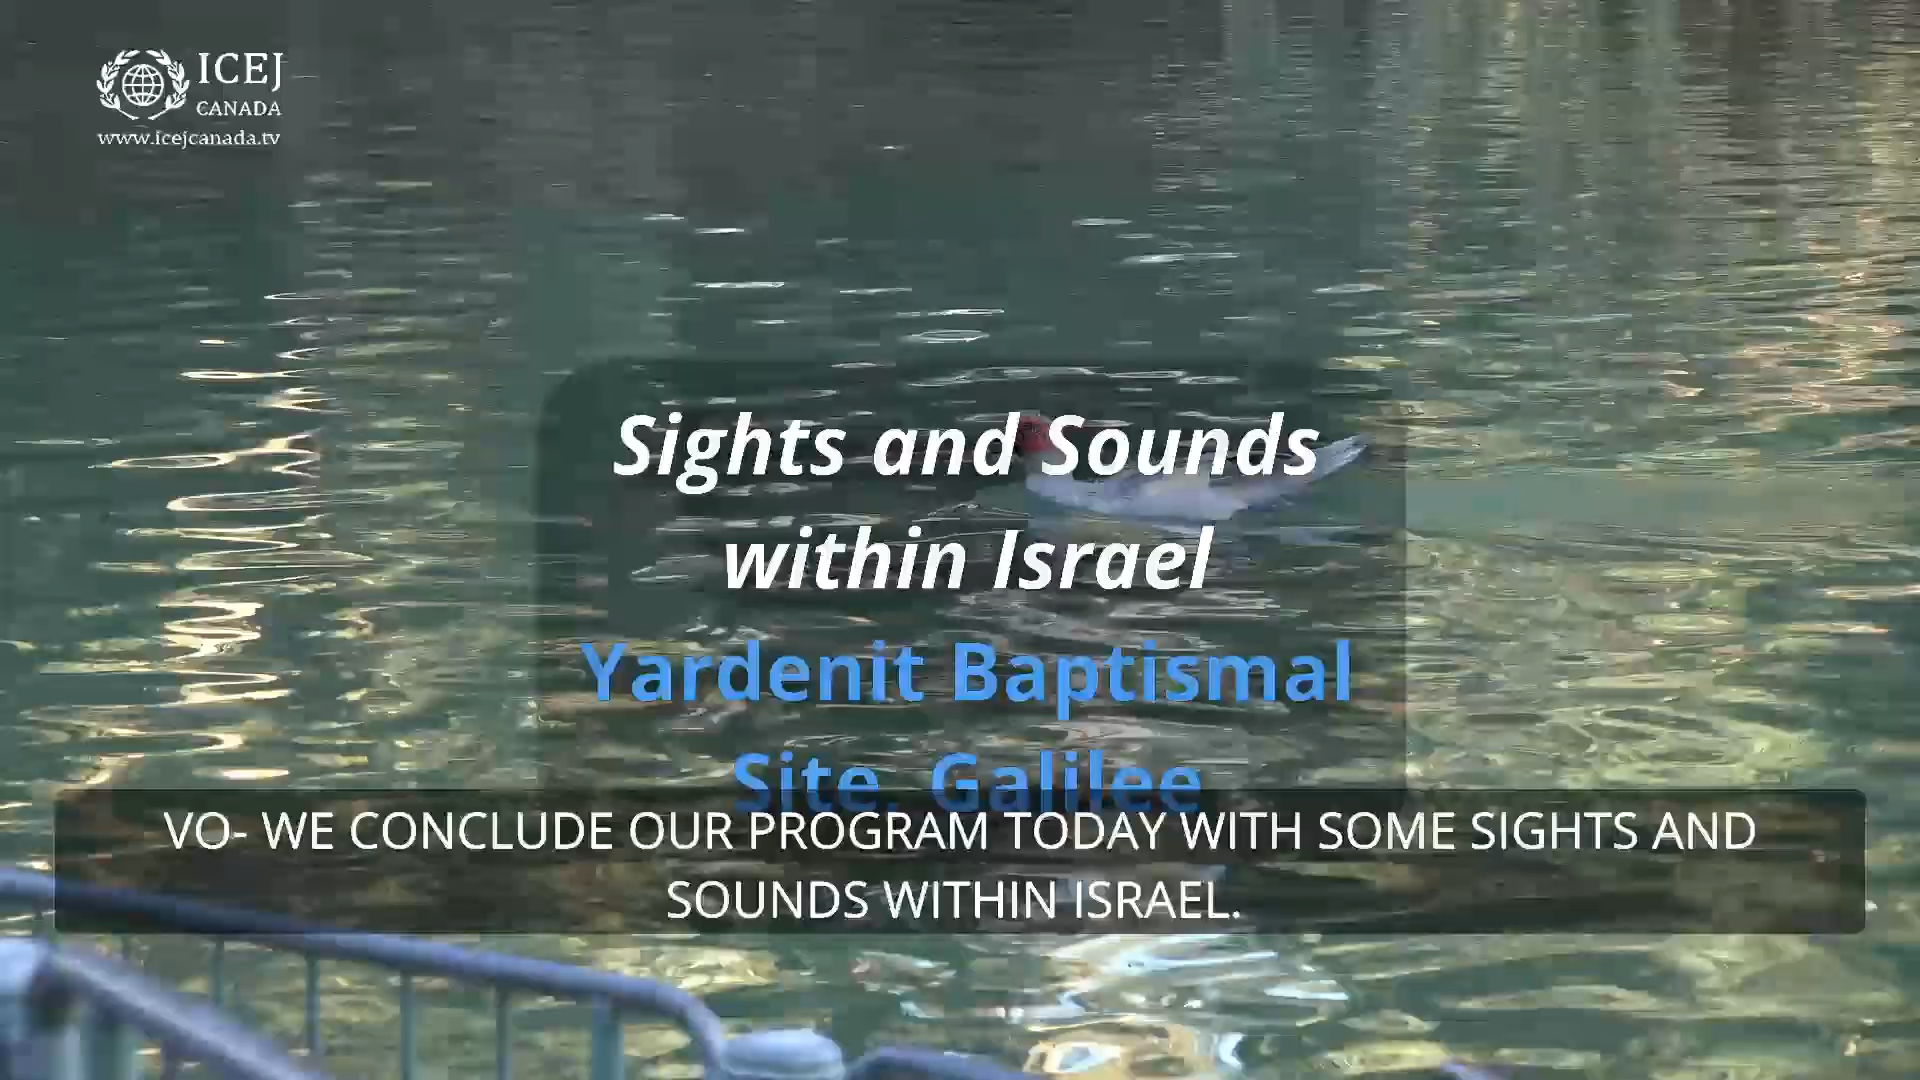 ICEJ
CANADA
www.icejcanada.tv
Sights and Sounds
within Israel
Yardenit Baptismal
Site, Galilee
VO- WE CONCLUDE OUR PROGRAM TODAY WITH SOME SIGHTS AND
SOUNDS WITHIN ISRAEL.